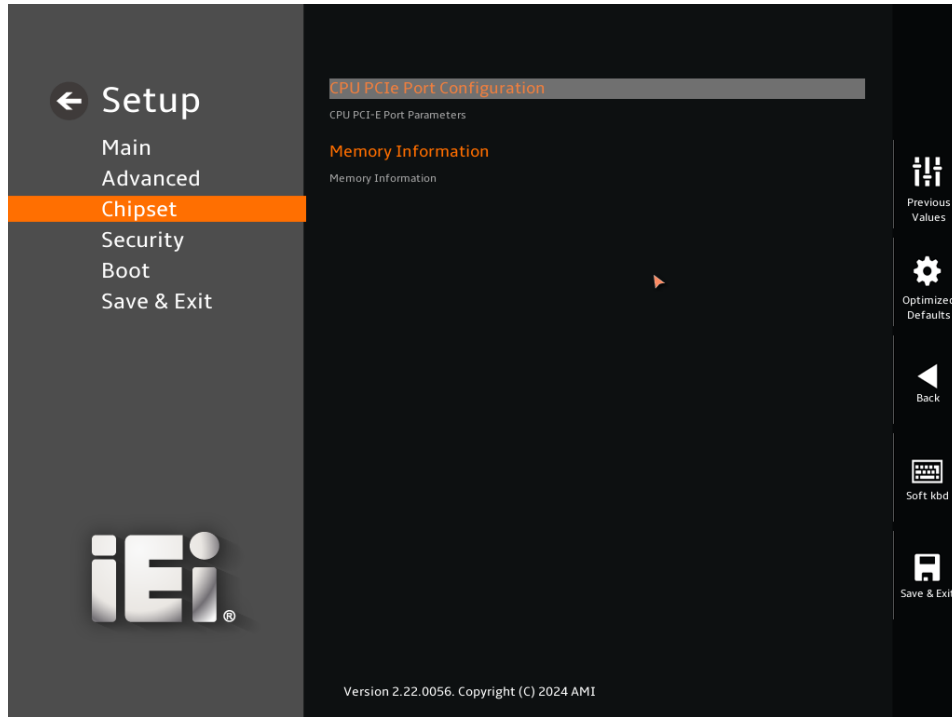 Setup
Main
Advanced
Chipset
Security
Boot
Save & Exit
iEi®
CPU PCIe Port Configuration
CPU PCI-E Port Parameters
Memory Information
Memory Information
Version 2.22.0056. Copyright (C) 2024 AMI
Previous
Values
Optimized
Defaults
Back
Soft kbd
Save & Exit